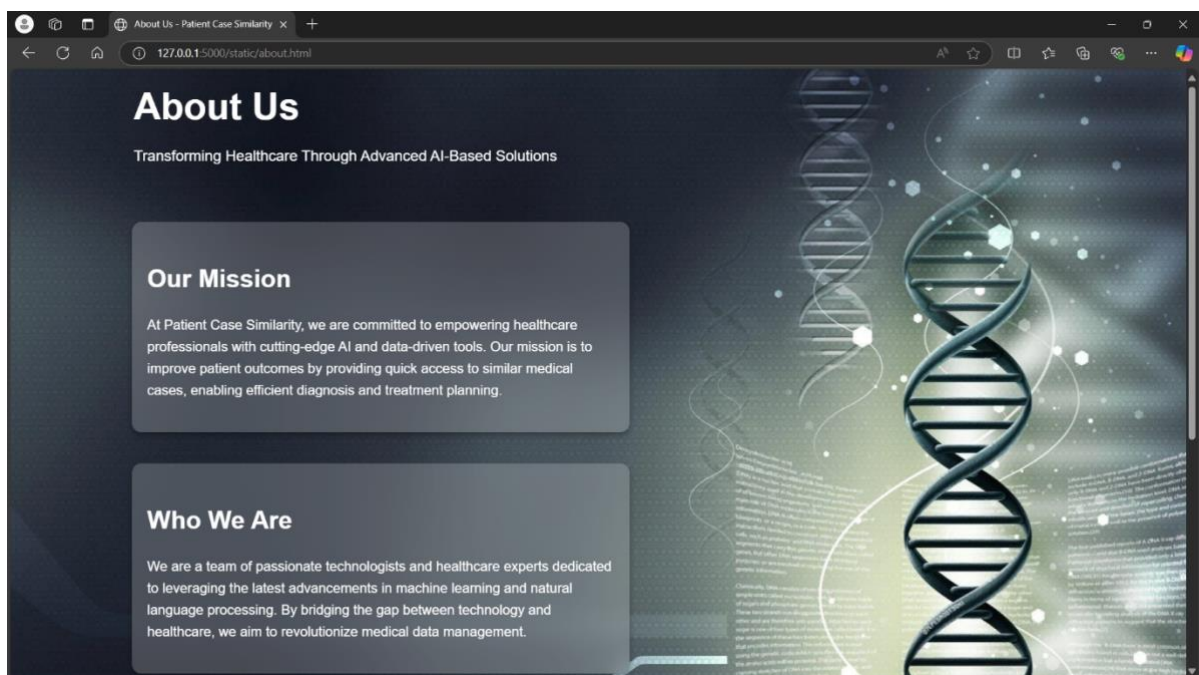 About Us - Patient Case Similarity
127.0.0.1:5000/static/about.html
About Us
Transforming Healthcare Through Advanced AI-Based Solutions
Our Mission
At Patient Case Similarity, we are committed to empowering healthcare
professionals with cutting-edge AI and data-driven tools. Our mission is to
improve patient outcomes by providing quick access to similar medical
cases, enabling efficient diagnosis and treatment planning.
Who We Are
We are a team of passionate technologists and healthcare experts dedicated
to leveraging the latest advancements in machine learning and natural
language processing. By bridging the gap between technology and
healthcare, we aim to revolutionize medical data management.